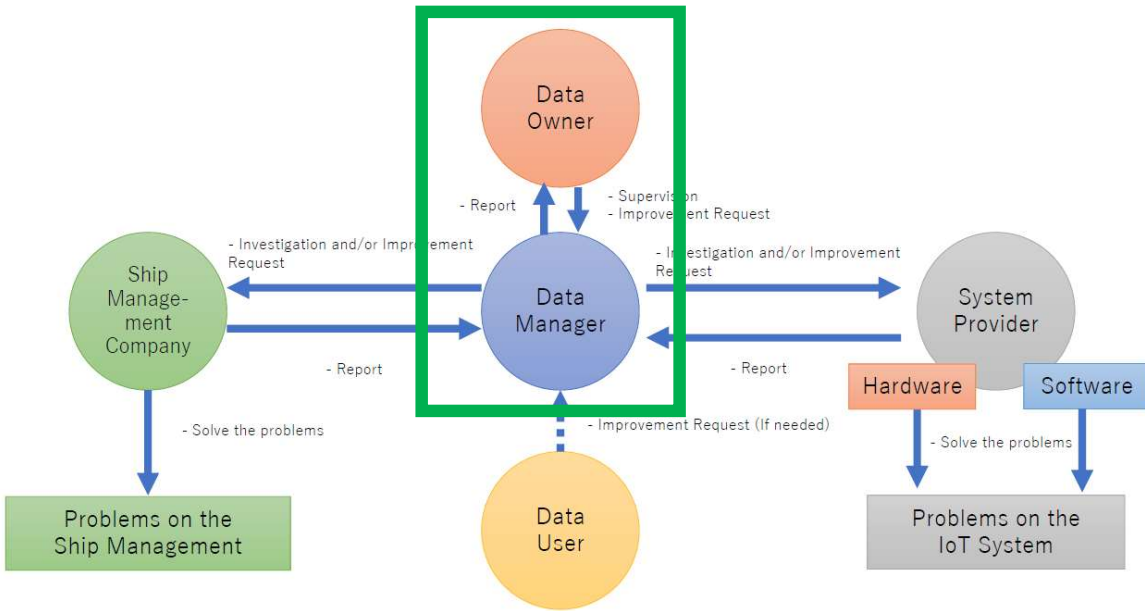 Data
Owner
- Report
- Supervision
- Improvement Request
- Investigation and/or Improvement
Request
- Investigation and/or Improvement
Request
Ship
Manage-
ment
Company
Data
Manager
System
Provider
- Report
- Report
Hardware
Software
- Solve the problems
- Improvement Request (If needed)
- Solve the problems
Problems on the
Ship Management
Data
User
Problems on the
IoT System